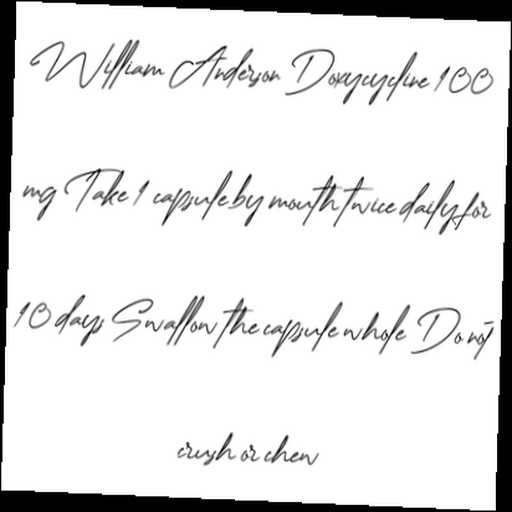 William Anderson Doxycycline 100
mg Take 1 capsule by mouth twice daily for
10 days Swallow the capsule whole Do not
crush or chew